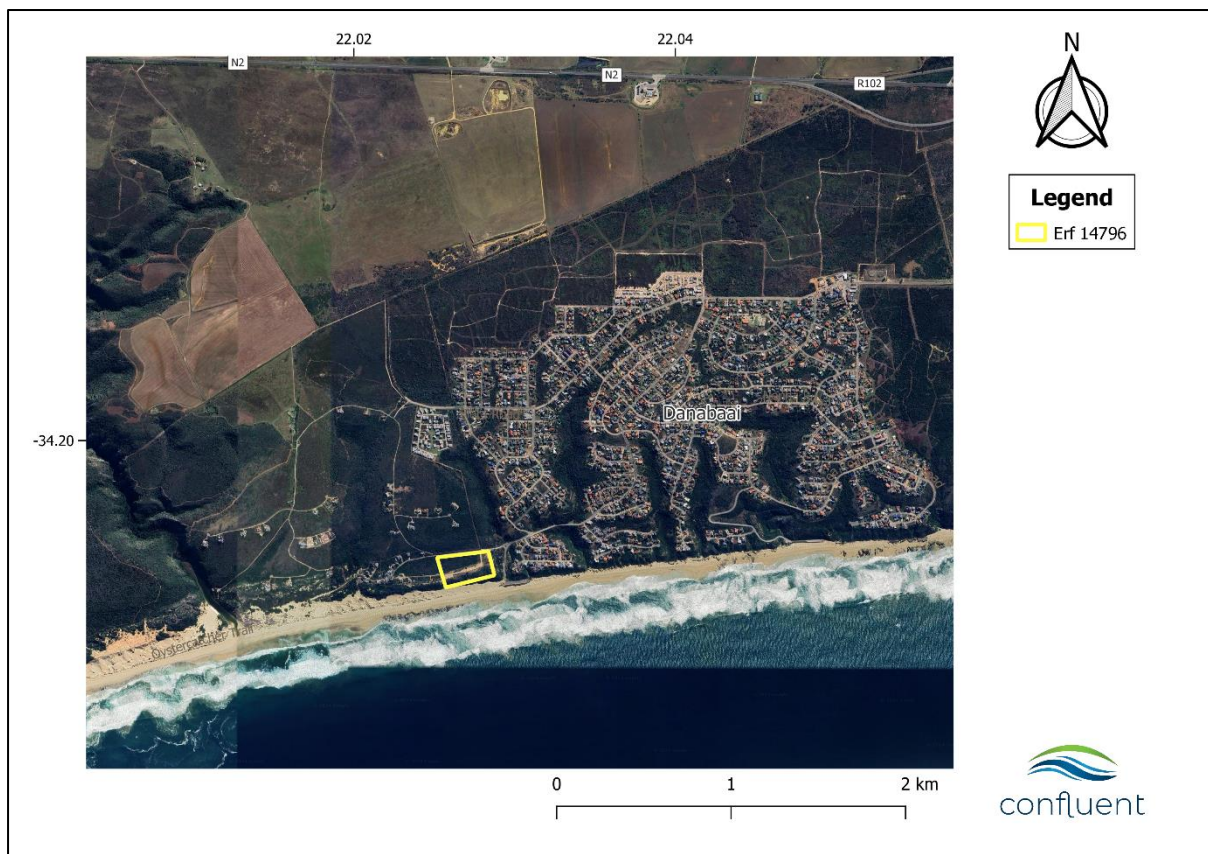 22.02
22.04
N
N2
N2
R102
Legend
Erf 14796
Danabaai
-34.20
Oystercatcher Trail
0
1
2 km
confluent